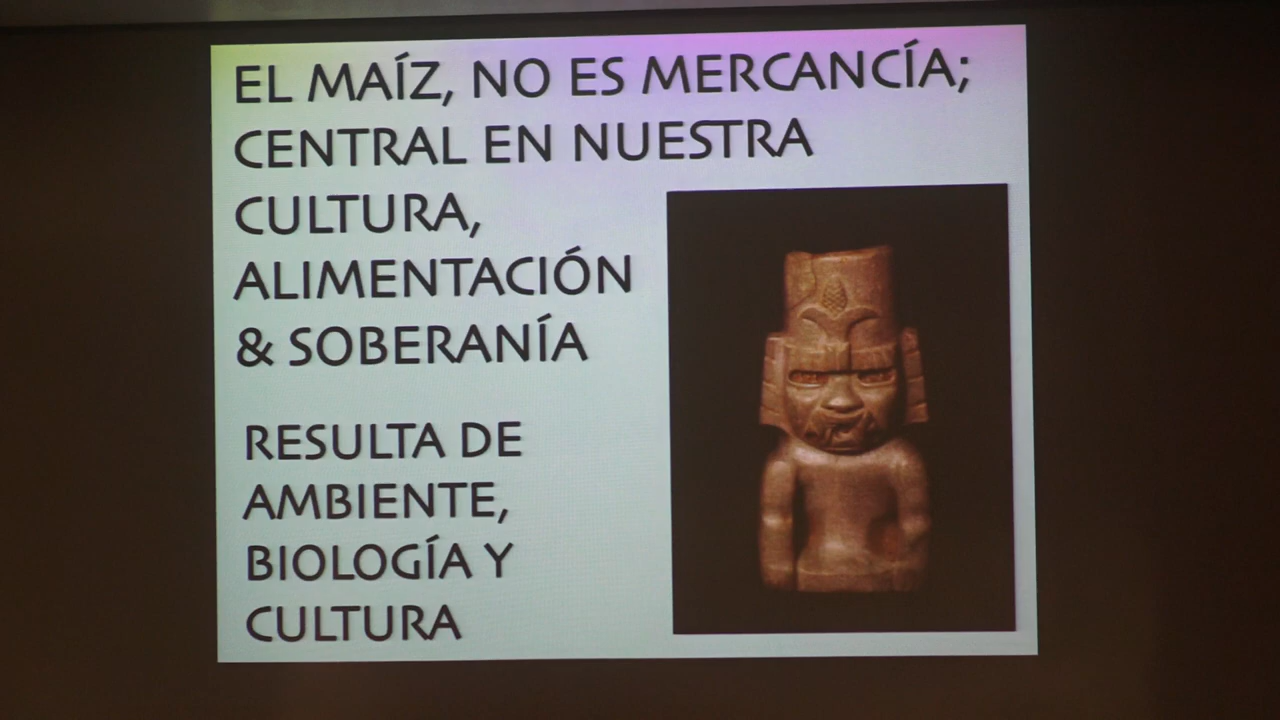 EL MAÍZ, NO ES MERCANCÍA;
CENTRAL EN NUESTRA
CULTURA,
ALIMENTACIÓN
& SOBERANÍA
RESULTA DE
AMBIENTE,
BIOLOGÍA Y
CULTURA